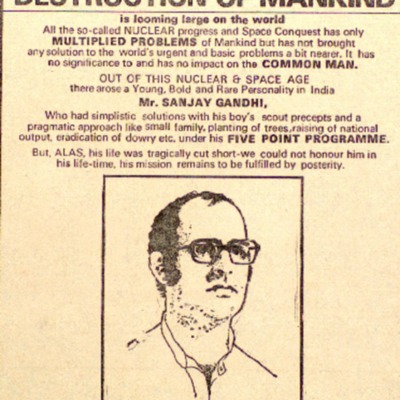 DESTRUCTION OF MANKIND
is looming large on the world
All the so-called NUCLEAR progress and Space Conquest has only
MULTIPLIED PROBLEMS of Mankind but has not brought
any solution to the world's urgent and basic problems a bit nearer. It has
no significance to and has no impact on the COMMON MAN.
OUT OF THIS NUCLEAR & SPACE AGE
there arose a Young, Bold and Rare Personality in India
Mr. SANJAY GANDHI,
Who had simplistic solutions with his boy's scout precepts and a
pragmatic approach like small family, planting of trees,raising of national
output, eradication of dowry etc. under his FIVE POINT PROGRAMME.
But, ALAS, his life was tragically cut short-we could not honour him in
his life-time, his mission remains to be fulfilled by posterity.